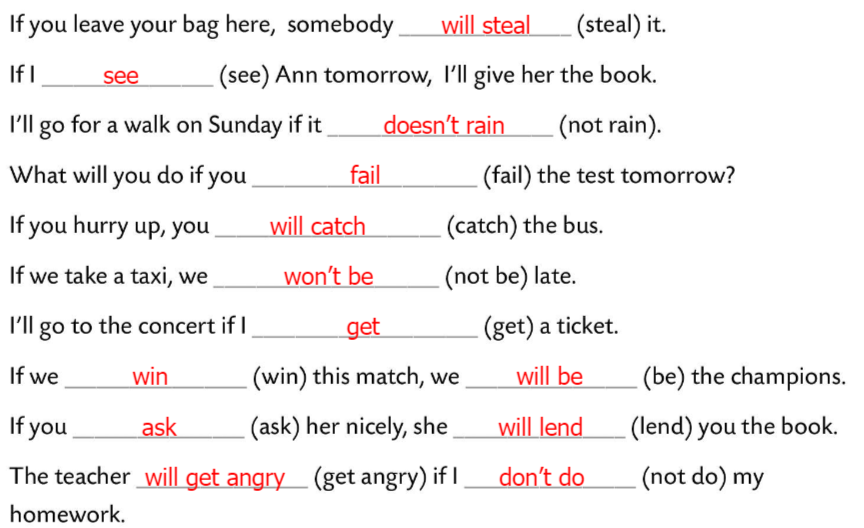 If you leave your bag here, somebody will steal (steal) it.
If I see (see) Ann tomorrow, I'll give her the book.
I'll go for a walk on Sunday if it doesn't rain (not rain).
What will you do if you fail (fail) the test tomorrow?
If you hurry up, you will catch (catch) the bus.
If we take a taxi, we won't be (not be) late.
I'll go to the concert if I get (get) a ticket.
If we win (win) this match, we will be (be) the champions.
If you ask (ask) her nicely, she will lend (lend) you the book.
The teacher will get angry (get angry) if I don't do (not do) my
homework.